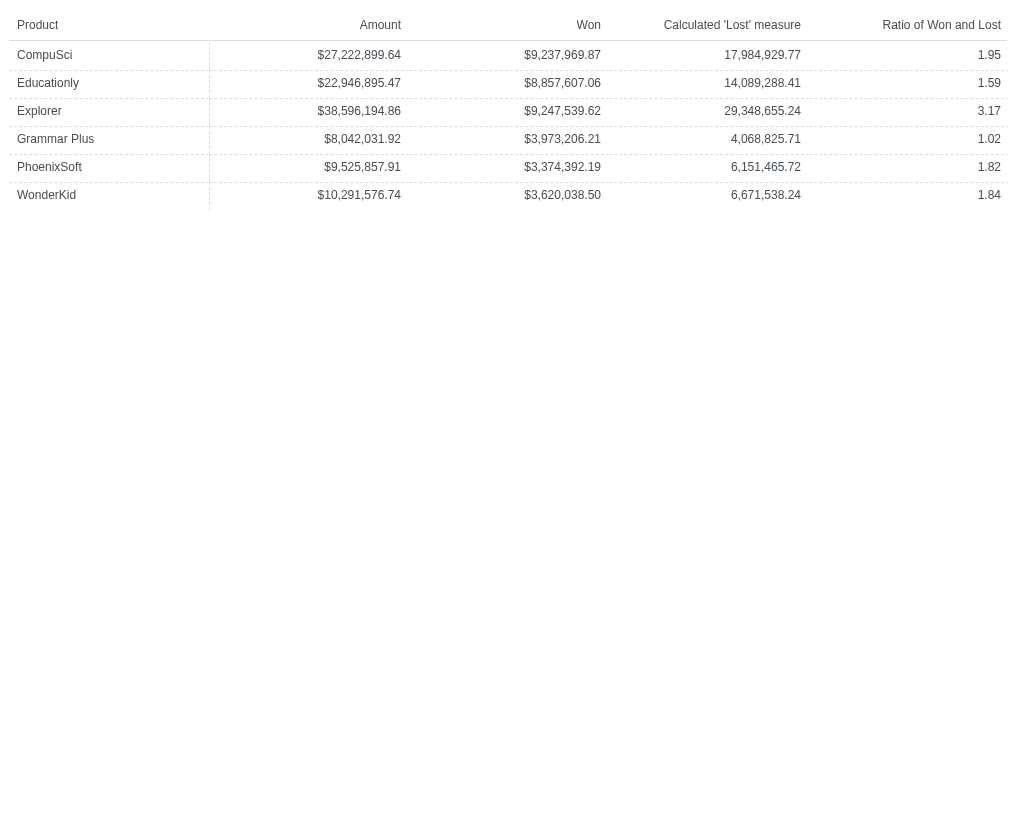 Product Amount Won Calculated 'Lost' measure Ratio of Won and Lost
CompuSci $27,222,899.64 $9,237,969.87 17,984,929.77 1.95
Educationly $22,946,895.47 $8,857,607.06 14,089,288.41 1.59
Explorer $38,596,194.86 $9,247,539.62 29,348,655.24 3.17
Grammar Plus $8,042,031.92 $3,973,206.21 4,068,825.71 1.02
PhoenixSoft $9,525,857.91 $3,374,392.19 6,151,465.72 1.82
WonderKid $10,291,576.74 $3,620,038.50 6,671,538.24 1.84